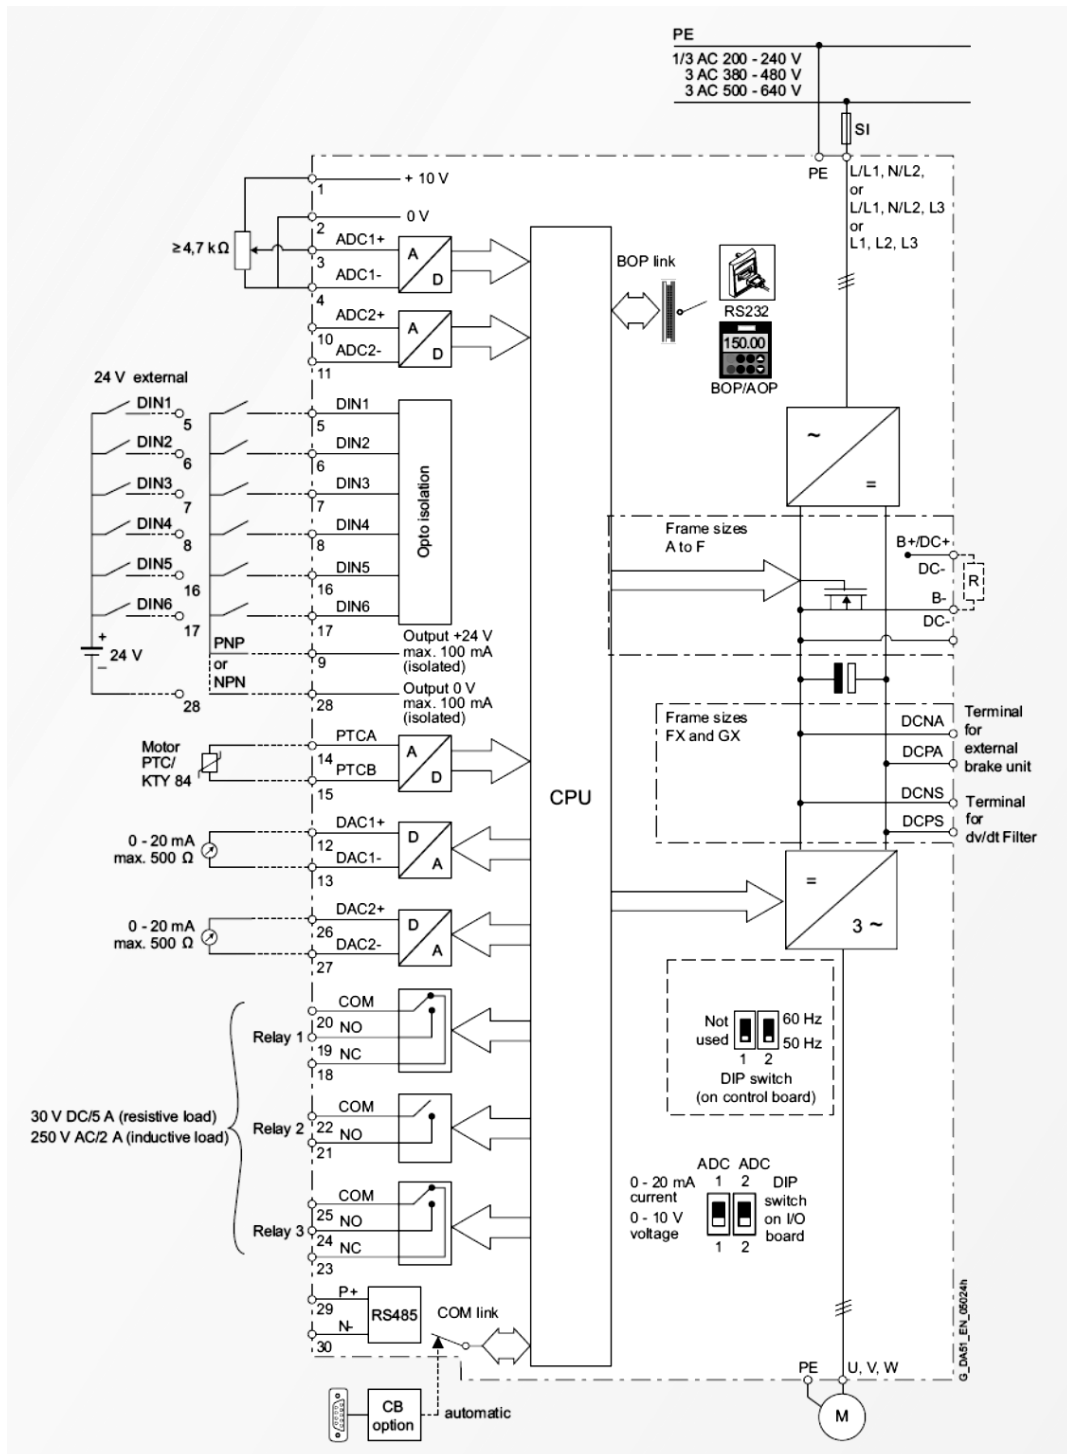 PE
1/3 AC 200 - 240 V
3 AC 380 - 480 V
3 AC 500 - 640 V
SI
PE
L/L1, N/L2,
or
L/L1, N/L2, L3
or
L1, L2, L3
+ 10 V
1
0 V
2
≥ 4,7 kΩ
ADC1+
3
ADC1-
4
A
D
ADC2+
10
ADC2-
11
A
D
BOP link
RS232
150.00
BOP/AOP
24 V external
DIN1
5
DIN2
6
DIN3
7
DIN4
8
DIN5
16
DIN6
17
+
24 V
–
28
PNP
or
NPN
DIN1
5
DIN2
6
DIN3
7
DIN4
8
DIN5
16
DIN6
17
Opto isolation
Output +24 V
max. 100 mA
(isolated)
9
Output 0 V
max. 100 mA
(isolated)
28
~
=
Frame sizes
A to F
B+/DC+
DC-
R
B-
DC-
Frame sizes
FX and GX
DCNA
DCPA
Terminal
for
external
brake unit
DCNS
DCPS
Terminal
for
dv/dt Filter
Motor
PTC/
KTY 84
PTCA
14
PTCB
15
A
D
CPU
0 - 20 mA
max. 500 Ω
DAC1+
12
DAC1-
13
D
A
0 - 20 mA
max. 500 Ω
DAC2+
26
DAC2-
27
D
A
=
3 ~
30 V DC/5 A (resistive load)
250 V AC/2 A (inductive load)
Relay 1
COM
20
NO
19
NC
18
Relay 2
COM
22
NO
21
Relay 3
COM
25
NO
24
NC
23
Not
used
60 Hz
50 Hz
1 2
DIP switch
(on control board)
ADC ADC
1 2
0 - 20 mA
current
0 - 10 V
voltage
DIP
switch
on I/O
board
1 2
P+
29
N-
30
RS485
COM link
CB
option
automatic
PE
U, V, W
M
G_DA51_EN_05024h